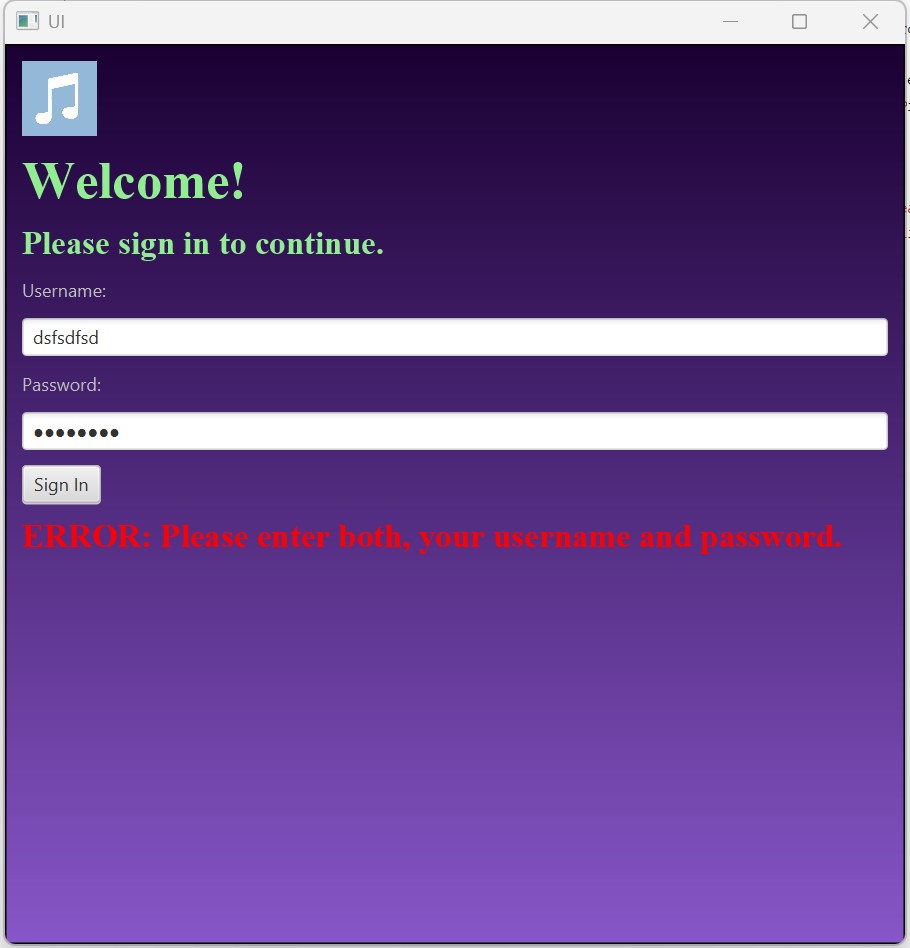 UI
Welcome!
Please sign in to continue.
Username:
dsfsdfsd
Password:
••••••••
Sign In
ERROR: Please enter both, your username and password.